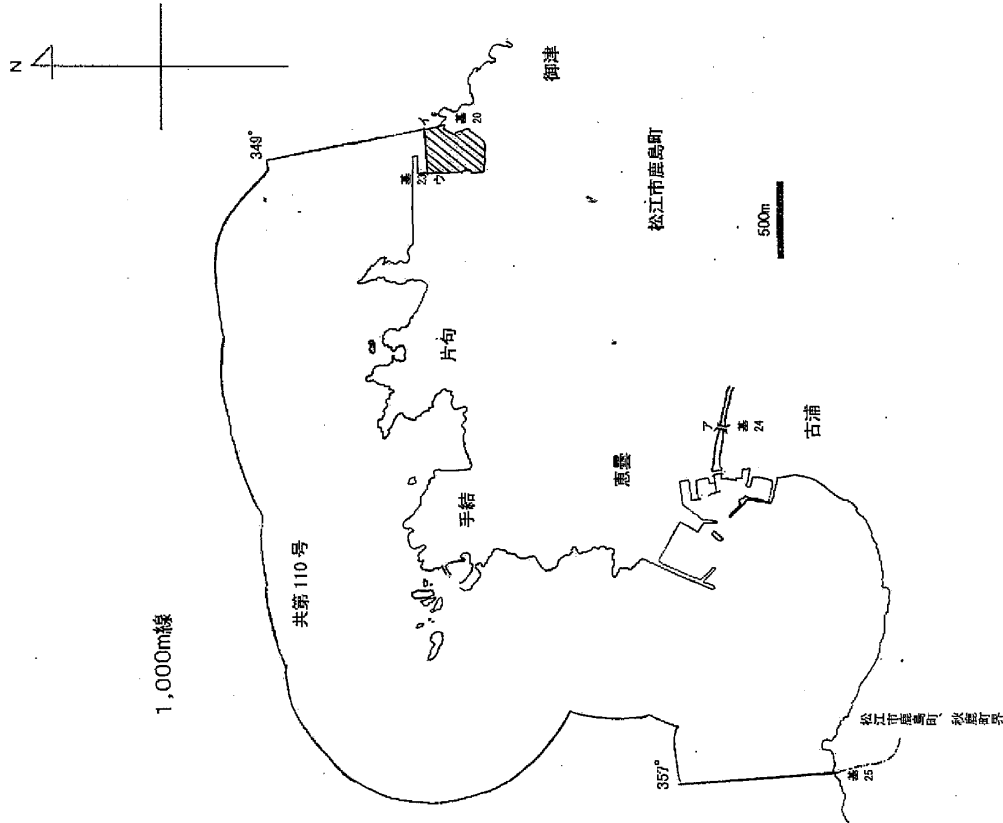 N
349°
御津
イ
基
20
基
23
ウ
松江市鹿島町
500m
片句
手結
恵曇
ア
基
24
古浦
共第110号
1,000m線
357°
松江市鹿島町、秋鹿町界
基
25